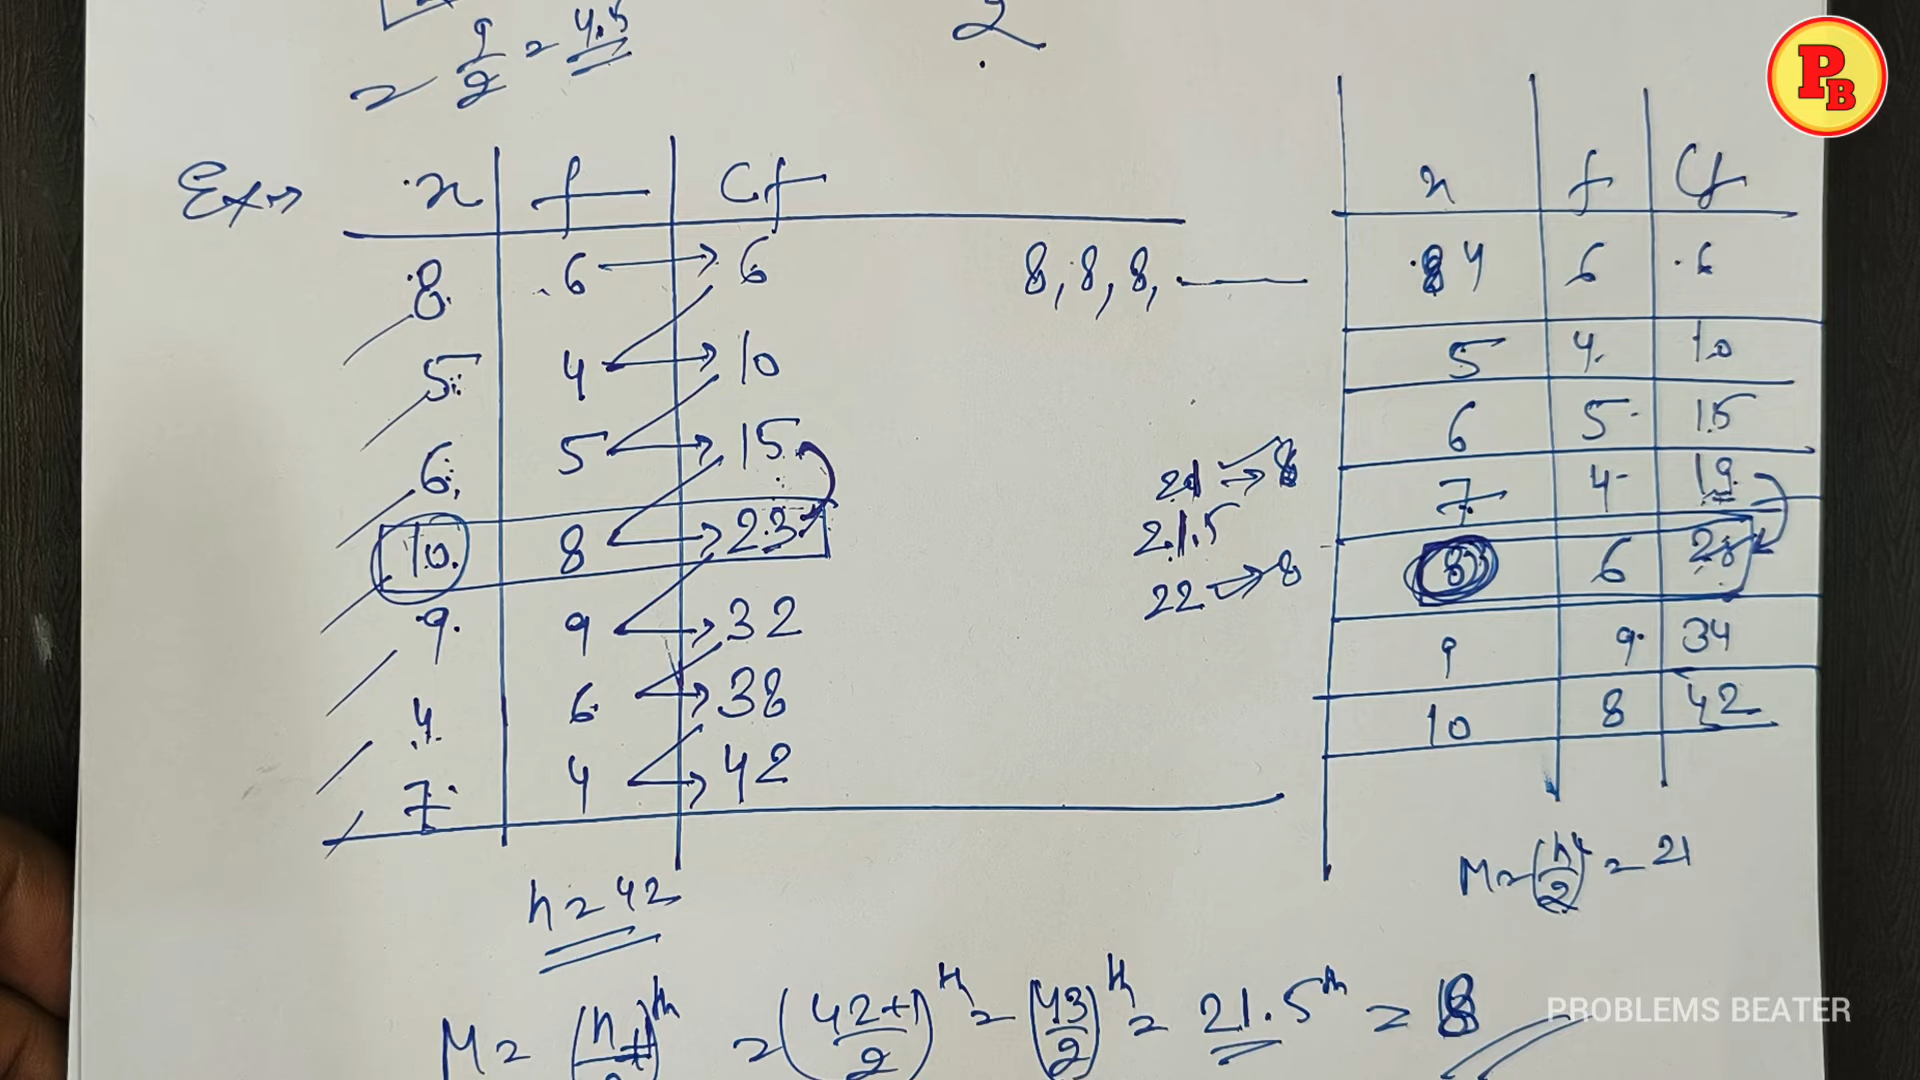 = 9/2 = 4.5
2
PB
Ex→ x f Cf
8 6 6
5 4 10
6 5 15
10 8 23
9 9 32
4 6 38
7 4 42
n = 42
8, 8, 8,
21 → 8
21.5
22 → 8
x f Cf
4 6 6
5 4 10
6 5 15
7 4 19
8 6 25
9 9 34
10 8 42
M = (n/2)th = 21
M = (n+1/2)th = (42+1/2)th = (43/2)th = 21.5th = 8
PROBLEMS BEATER